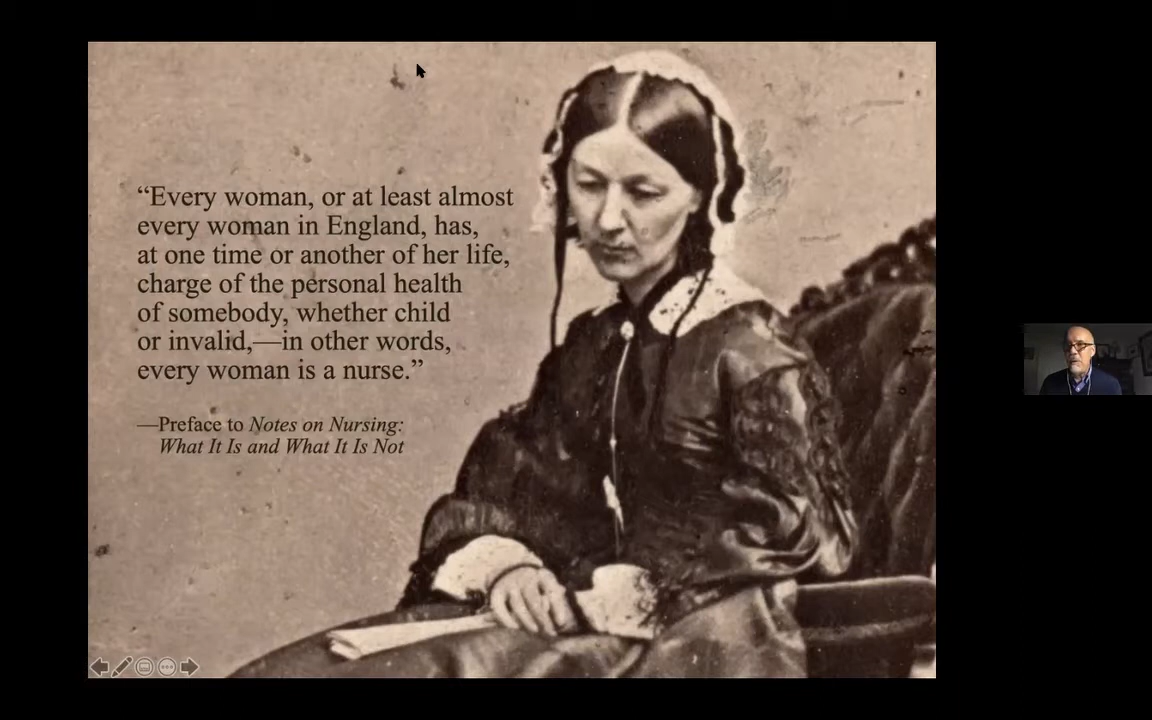 “Every woman, or at least almost
every woman in England, has,
at one time or another of her life,
charge of the personal health
of somebody, whether child
or invalid,—in other words,
every woman is a nurse.”
—Preface to Notes on Nursing:
What It Is and What It Is Not